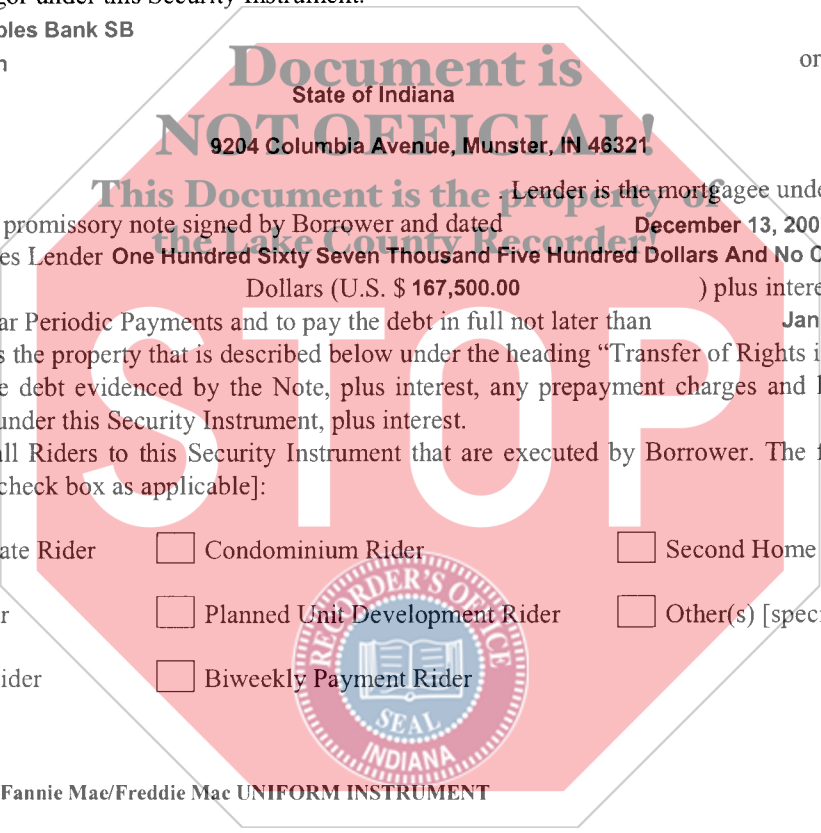 gor under this Security Instrument.
ples Bank SB
Document is
or
State of Indiana
NOT OFFICIAL!
9204 Columbia Avenue, Munster, IN 46321
This Document is the property of
. Lender is the mortgagee unde
promissory note signed by Borrower and dated December 13, 200
the Lake County Recorder!
es Lender One Hundred Sixty Seven Thousand Five Hundred Dollars And No C
Dollars (U.S. $ 167,500.00 ) plus intere
ar Periodic Payments and to pay the debt in full not later than Jan
s the property that is described below under the heading “Transfer of Rights i
e debt evidenced by the Note, plus interest, any prepayment charges and l
under this Security Instrument, plus interest.
all Riders to this Security Instrument that are executed by Borrower. The f
check box as applicable]:
STOP
ate Rider Condominium Rider Second Home
r Planned Unit Development Rider Other(s) [speci
ider Biweekly Payment Rider
RECORDER'S OFFICE
SEAL
INDIANA
Fannie Mae/Freddie Mac UNIFORM INSTRUMENT